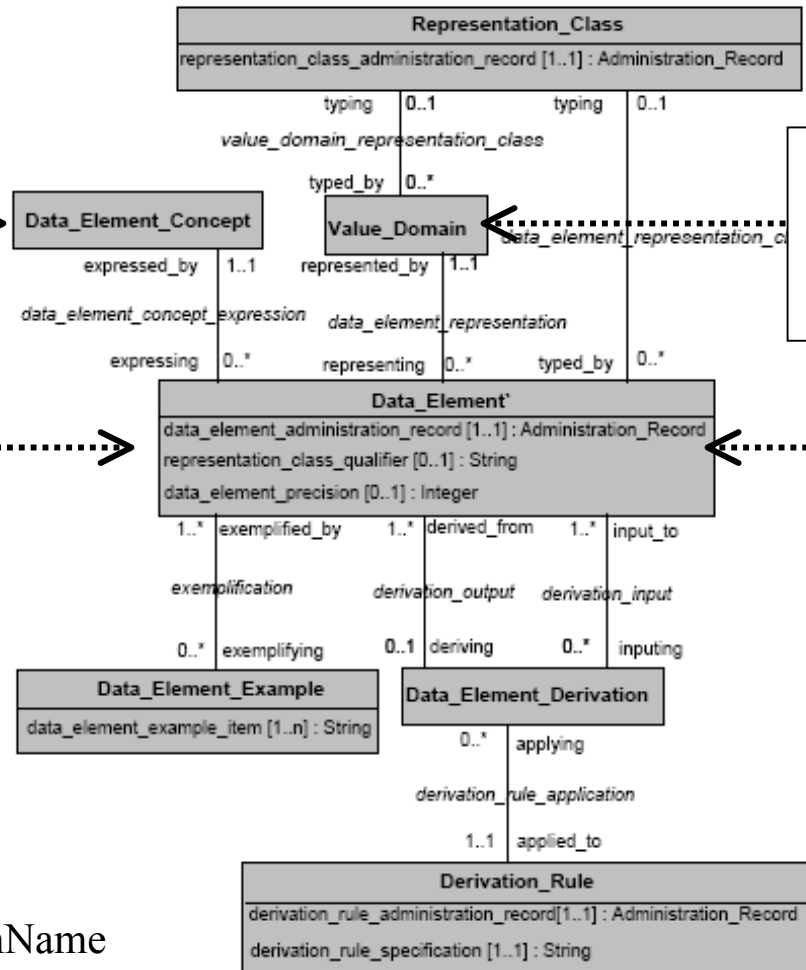 Representation_Class
representation_class_administration_record [1..1] : Administration_Record
typing 0..1 typing 0..1
value_domain_representation_class
typed_by 0..*
Data_Element_Concept
Value_Domain
data_element_representation_cl
expressed_by 1..1 represented_by 1..1
data_element_concept_expression
data_element_representation
expressing 0..* representing 0..* typed_by 0..*
Data_Element`
data_element_administration_record [1..1] : Administration_Record
representation_class_qualifier [0..1] : String
data_element_precision [0..1] : Integer
1..* exemplified_by 1..* derived_from 1..* input_to
exemplification derivation_output derivation_input
0..* exemplifying 0..1 deriving 0..* inputing
Data_Element_Example
data_element_example_item [1..n] : String
Data_Element_Derivation
0..* applying
derivation_rule_application
1..1 applied_to
Derivation_Rule
derivation_rule_administration_record[1..1] : Administration_Record
derivation_rule_specification [1..1] : String
nName